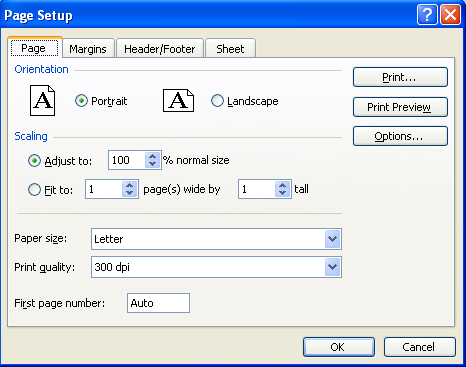 Page Setup
Page Margins Header/Footer Sheet
Orientation
A Portrait A Landscape
Print...
Print Preview
Options...
Scaling
Adjust to: 100 % normal size
Fit to: 1 page(s) wide by 1 tall
Paper size: Letter
Print quality: 300 dpi
First page number: Auto
OK Cancel